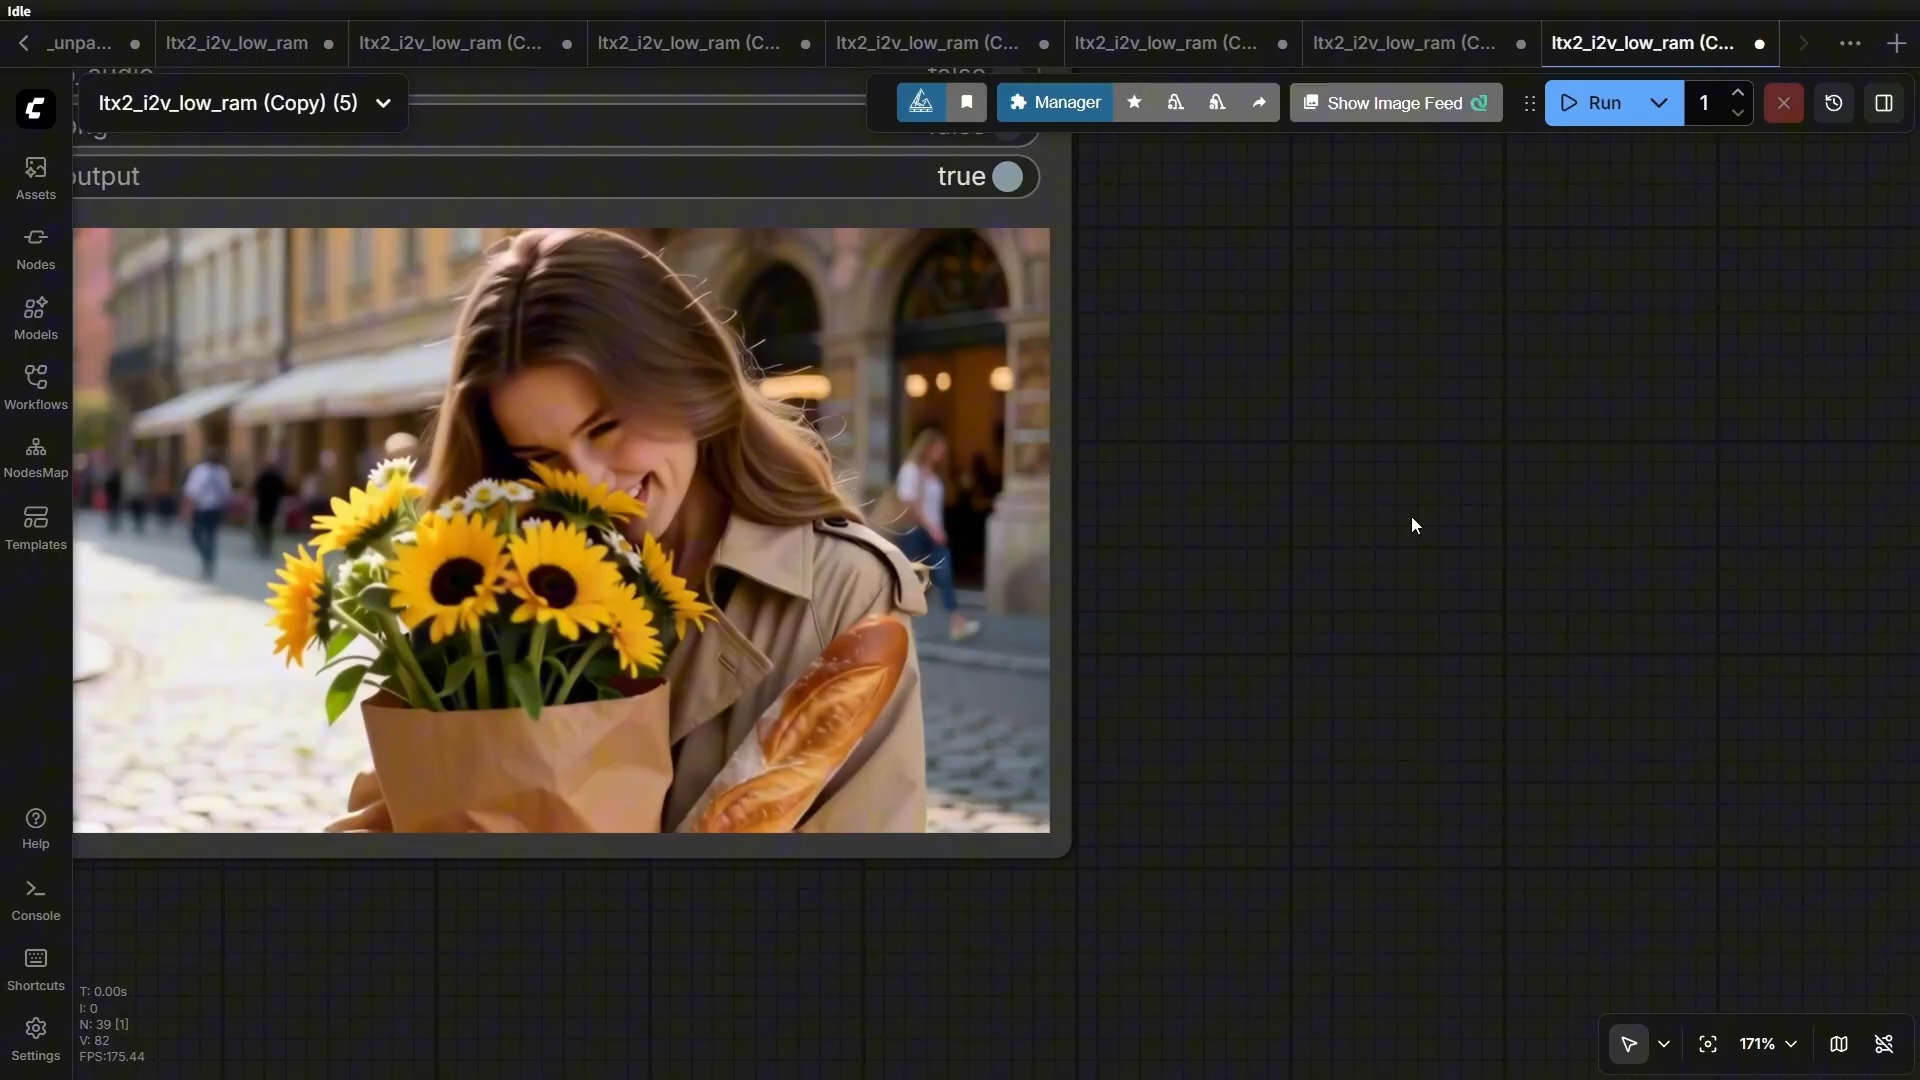 Idle
_unpa...
ltx2_i2v_low_ram
ltx2_i2v_low_ram (C...
ltx2_i2v_low_ram (C...
ltx2_i2v_low_ram (C...
ltx2_i2v_low_ram (C...
ltx2_i2v_low_ram (C...
ltx2_i2v_low_ram (C...
ltx2_i2v_low_ram (Copy) (5)
Manager
Show Image Feed
Run
1
output
true
Assets
Nodes
Models
Workflows
NodesMap
Templates
Help
Console
Shortcuts
Settings
T: 0.00s
I: 0
N: 39 [1]
V: 82
FPS:175.44
171%